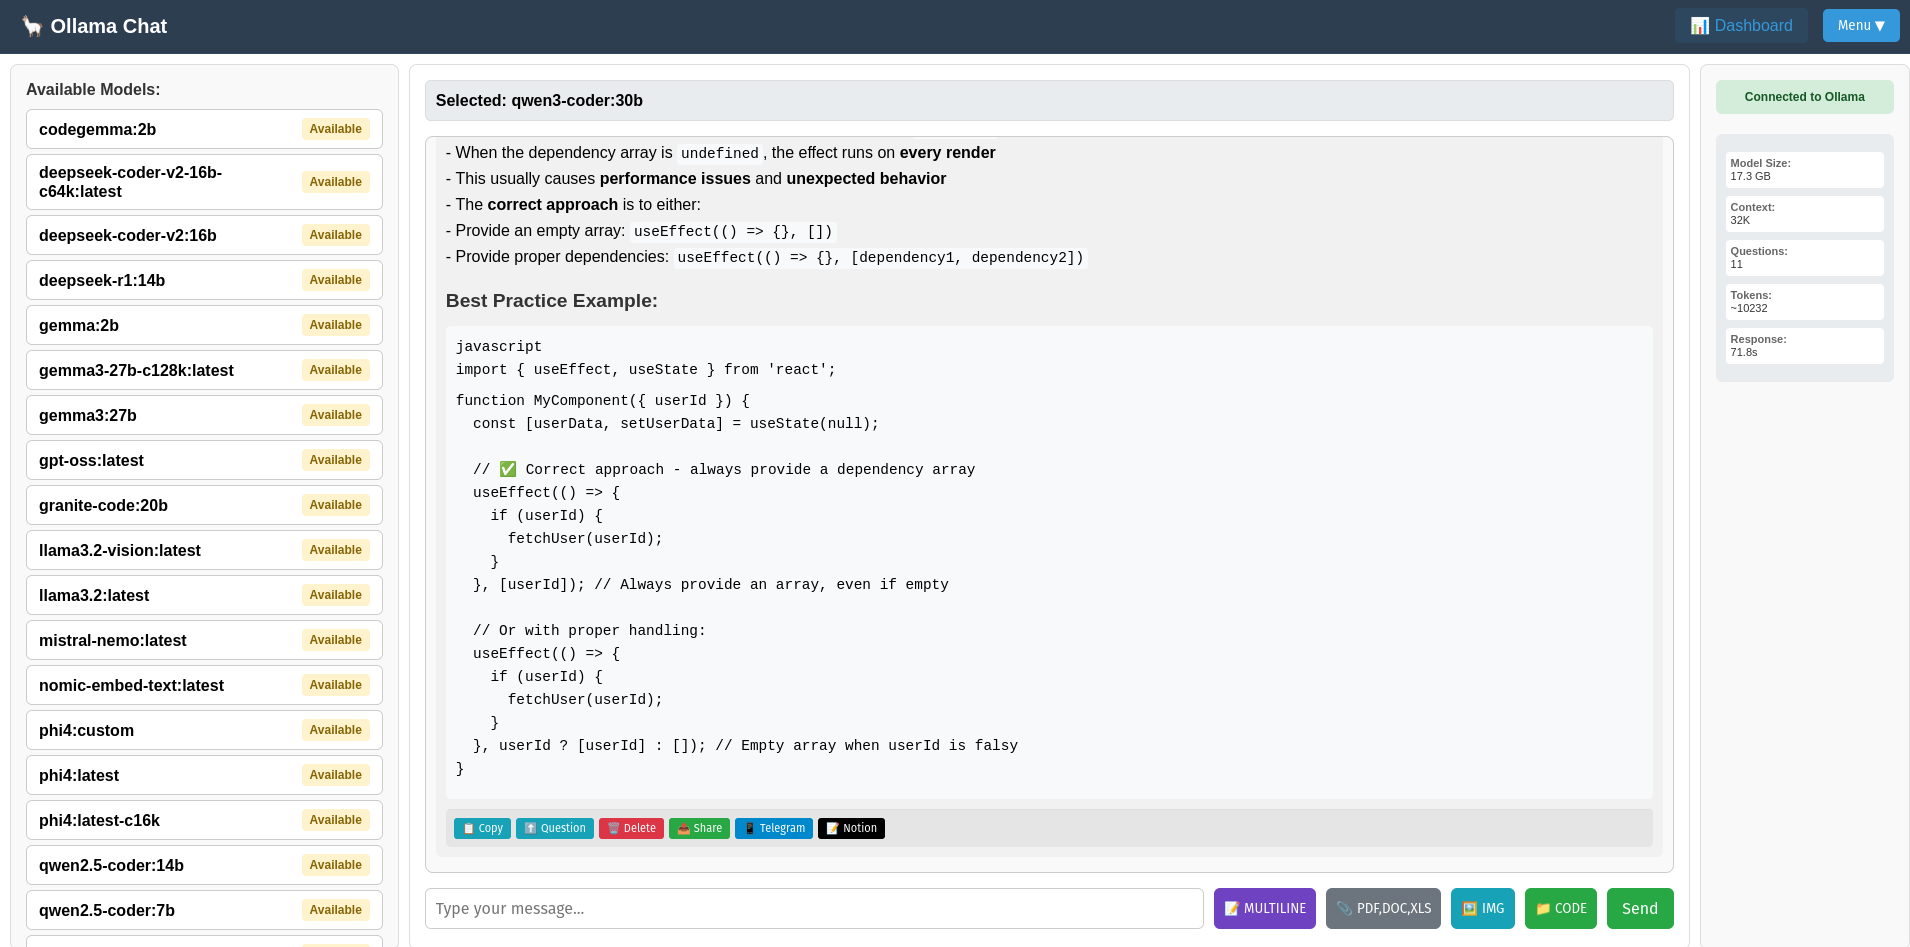 🦙 Ollama Chat
📊 Dashboard
Menu ▼
Available Models:
codegemma:2b Available
deepseek-coder-v2-16b-
c64k:latest Available
deepseek-coder-v2:16b Available
deepseek-r1:14b Available
gemma:2b Available
gemma3-27b-c128k:latest Available
gemma3:27b Available
gpt-oss:latest Available
granite-code:20b Available
llama3.2-vision:latest Available
llama3.2:latest Available
mistral-nemo:latest Available
nomic-embed-text:latest Available
phi4:custom Available
phi4:latest Available
phi4:latest-c16k Available
qwen2.5-coder:14b Available
qwen2.5-coder:7b Available
Selected: qwen3-coder:30b
- When the dependency array is undefined, the effect runs on every render
- This usually causes performance issues and unexpected behavior
- The correct approach is to either:
- Provide an empty array: useEffect(() => {}, [])
- Provide proper dependencies: useEffect(() => {}, [dependency1, dependency2])
Best Practice Example:
javascript
import { useEffect, useState } from 'react';
function MyComponent({ userId }) {
  const [userData, setUserData] = useState(null);
  // ✅ Correct approach - always provide a dependency array
  useEffect(() => {
    if (userId) {
      fetchUser(userId);
    }
  }, [userId]); // Always provide an array, even if empty
  // Or with proper handling:
  useEffect(() => {
    if (userId) {
      fetchUser(userId);
    }
  }, userId ? [userId] : []); // Empty array when userId is falsy
}
📋 Copy ⬆️ Question 🗑️ Delete 📤 Share 📱 Telegram 📝 Notion
Type your message...
📝 MULTILINE
📎 PDF,DOC,XLS
🖼️ IMG
📁 CODE
Send
Connected to Ollama
Model Size:
17.3 GB
Context:
32K
Questions:
11
Tokens:
~10232
Response:
71.8s